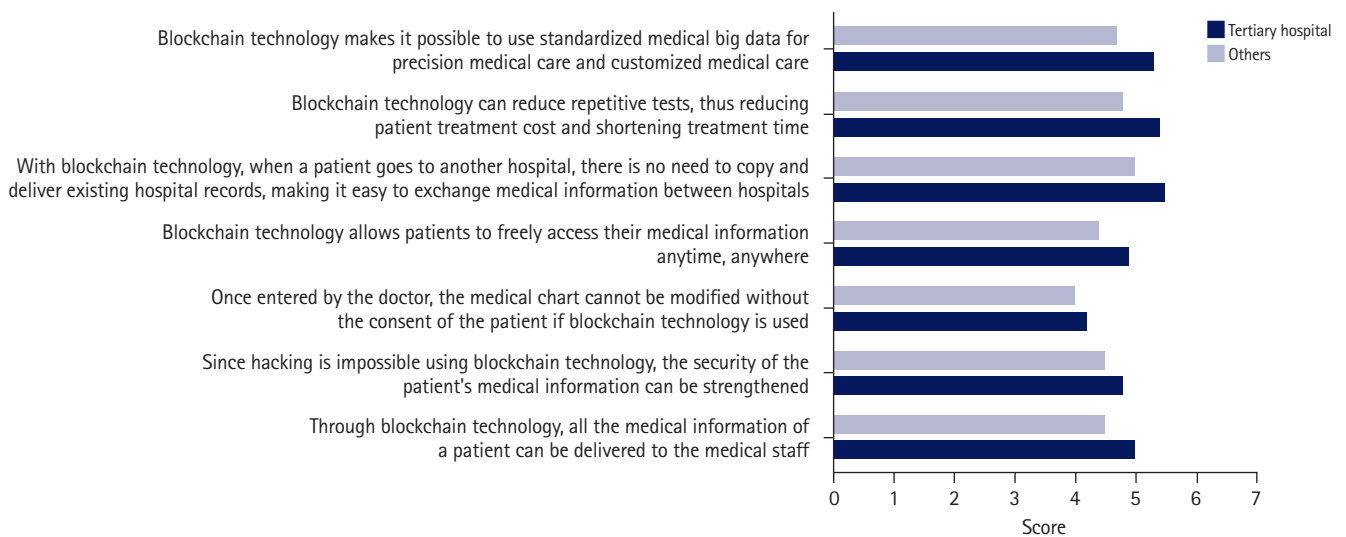 Blockchain technology makes it possible to use standardized medical big data for
precision medical care and customized medical care
Blockchain technology can reduce repetitive tests, thus reducing
patient treatment cost and shortening treatment time
With blockchain technology, when a patient goes to another hospital, there is no need to copy and
deliver existing hospital records, making it easy to exchange medical information between hospitals
Blockchain technology allows patients to freely access their medical information
anytime, anywhere
Once entered by the doctor, the medical chart cannot be modified without
the consent of the patient if blockchain technology is used
Since hacking is impossible using blockchain technology, the security of the
patient's medical information can be strengthened
Through blockchain technology, all the medical information of
a patient can be delivered to the medical staff
Tertiary hospital
Others
0 1 2 3 4 5 6 7
Score